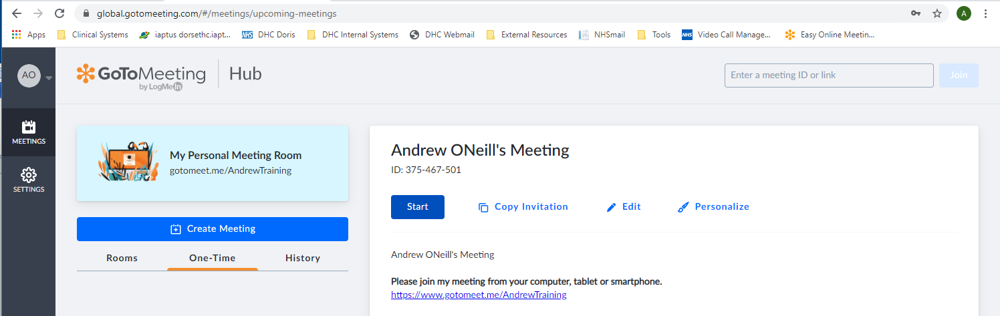 global.gotomeeting.com/#/meetings/upcoming-meetings
A
Apps Clinical Systems iaptus dorsethc.iapt... NHS DHC Doris DHC Internal Systems DHC Webmail External Resources NHSmail Tools NHS Video Call Manage... Easy Online Meetin...
AO
GoToMeeting
by LogMeIn
Hub
Enter a meeting ID or link
Join
MEETINGS
SETTINGS
My Personal Meeting Room
gotomeet.me/AndrewTraining
Create Meeting
Rooms One-Time History
Andrew ONeill's Meeting
ID: 375-467-501
Start Copy Invitation Edit Personalize
Andrew ONeill's Meeting
Please join my meeting from your computer, tablet or smartphone.
https://www.gotomeet.me/AndrewTraining